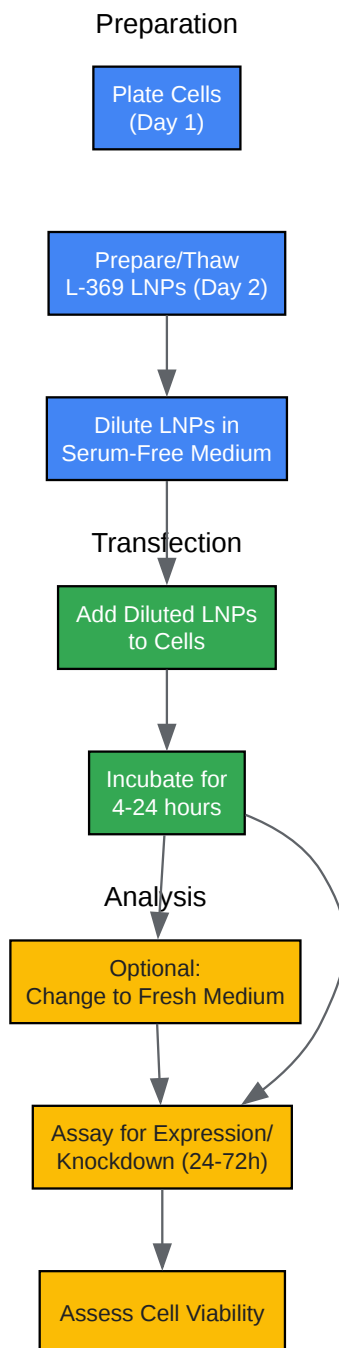 Preparation
Plate Cells
(Day 1)
Prepare/Thaw
L-369 LNPs (Day 2)
Dilute LNPs in
Serum-Free Medium
Transfection
Add Diluted LNPs
to Cells
Incubate for
4-24 hours
Analysis
Optional:
Change to Fresh Medium
Assay for Expression/
Knockdown (24-72h)
Assess Cell Viability